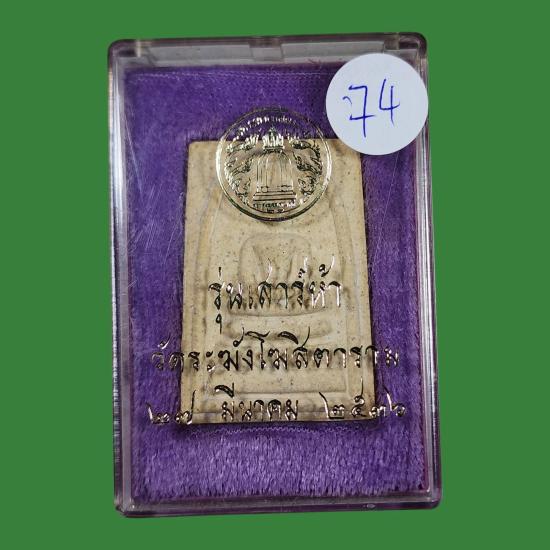 74
รุ่นเสาร์ห้า
วัดระฆังโฆสิตาราม
๒๗ มีนาคม ๒๕๓๖